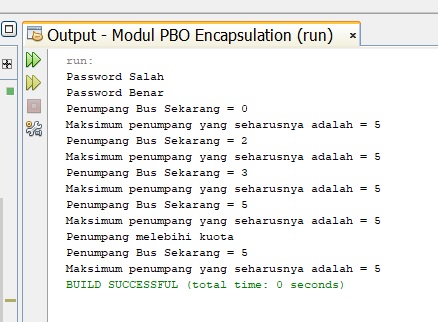 Output - Modul PBO Encapsulation (run) ×
run:
Password Salah
Password Benar
Penumpang Bus Sekarang = 0
Maksimum penumpang yang seharusnya adalah = 5
Penumpang Bus Sekarang = 2
Maksimum penumpang yang seharusnya adalah = 5
Penumpang Bus Sekarang = 3
Maksimum penumpang yang seharusnya adalah = 5
Penumpang Bus Sekarang = 5
Maksimum penumpang yang seharusnya adalah = 5
Penumpang melebihi kuota
Penumpang Bus Sekarang = 5
Maksimum penumpang yang seharusnya adalah = 5
BUILD SUCCESSFUL (total time: 0 seconds)